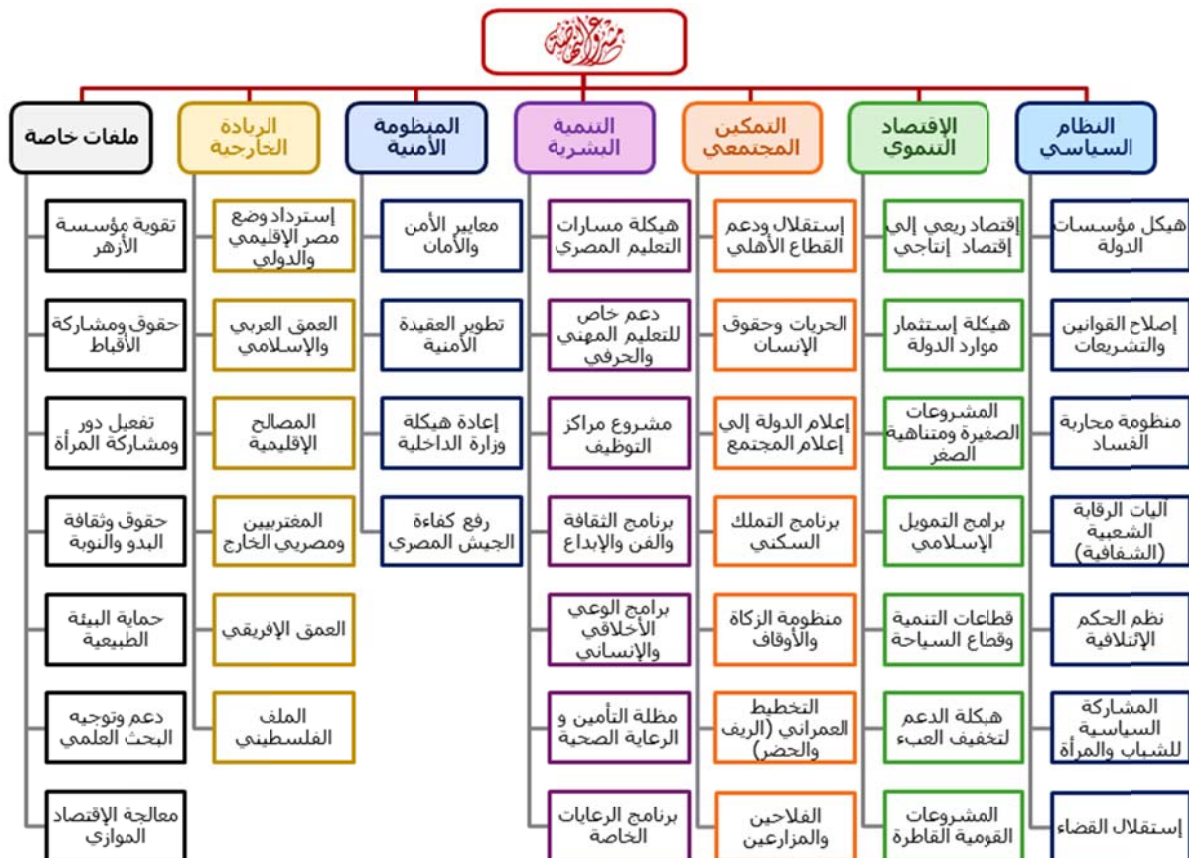 مشروع النهضة
النظام
السياسي
هيكل مؤسسات
الدولة
إصلاح القوانين
والتشريعات
منظومة محاربة
الفساد
آليات الرقابة
الشعبية
(الشفافية)
نظم الحكم
الإئتلافية
المشاركة
السياسية
للشباب والمرأة
إستقلال القضاء
الإقتصاد
التنموي
إقتصاد ريعي إلى
إقتصاد إنتاجي
هيكلة إستثمار
موارد الدولة
المشروعات
الصغيرة ومتناهية
الصغر
برامج التمويل
الإسلامي
قطاعات التنمية
وقطاع السياحة
هيكلة الدعم
لتخفيف العبء
المشروعات
القومية القاطرة
التمكين
المجتمعي
إستقلال ودعم
القطاع الأهلي
الحريات وحقوق
الإنسان
إعلام الدولة إلى
إعلام المجتمع
برنامج التملك
السكني
منظومة الزكاة
والأوقاف
التخطيط
العمراني (الريف
والحضر)
الفلاحين
والمزارعين
التنمية
البشرية
هيكلة مسارات
التعليم المصري
دعم خاص
للتعليم المهني
والحرفي
مشروع مراكز
التوظيف
برنامج الثقافة
والفن والإبداع
برامج الوعي
الأخلاقي
والإنساني
مظلة التأمين و
الرعاية الصحية
برنامج الرعايات
الخاصة
المنظومة
الأمنية
معايير الأمن
والأمان
تطوير العقيدة
الأمنية
إعادة هيكلة
وزارة الداخلية
رفع كفاءة
الجيش المصري
الريادة
الخارجية
إسترداد وضع
مصر الإقليمي
والدولي
العمق العربي
والإسلامي
المصالح
الإقليمية
المغتربيين
ومصريي الخارج
العمق الإفريقي
الملف
الفلسطيني
ملفات خاصة
تقوية مؤسسة
الأزهر
حقوق ومشاركة
الأقباط
تفعيل دور
ومشاركة المرأة
حقوق وثقافة
البدو والنوبة
حماية البيئة
الطبيعية
دعم وتوجيه
البحث العلمي
معالجة الإقتصاد
الموازي